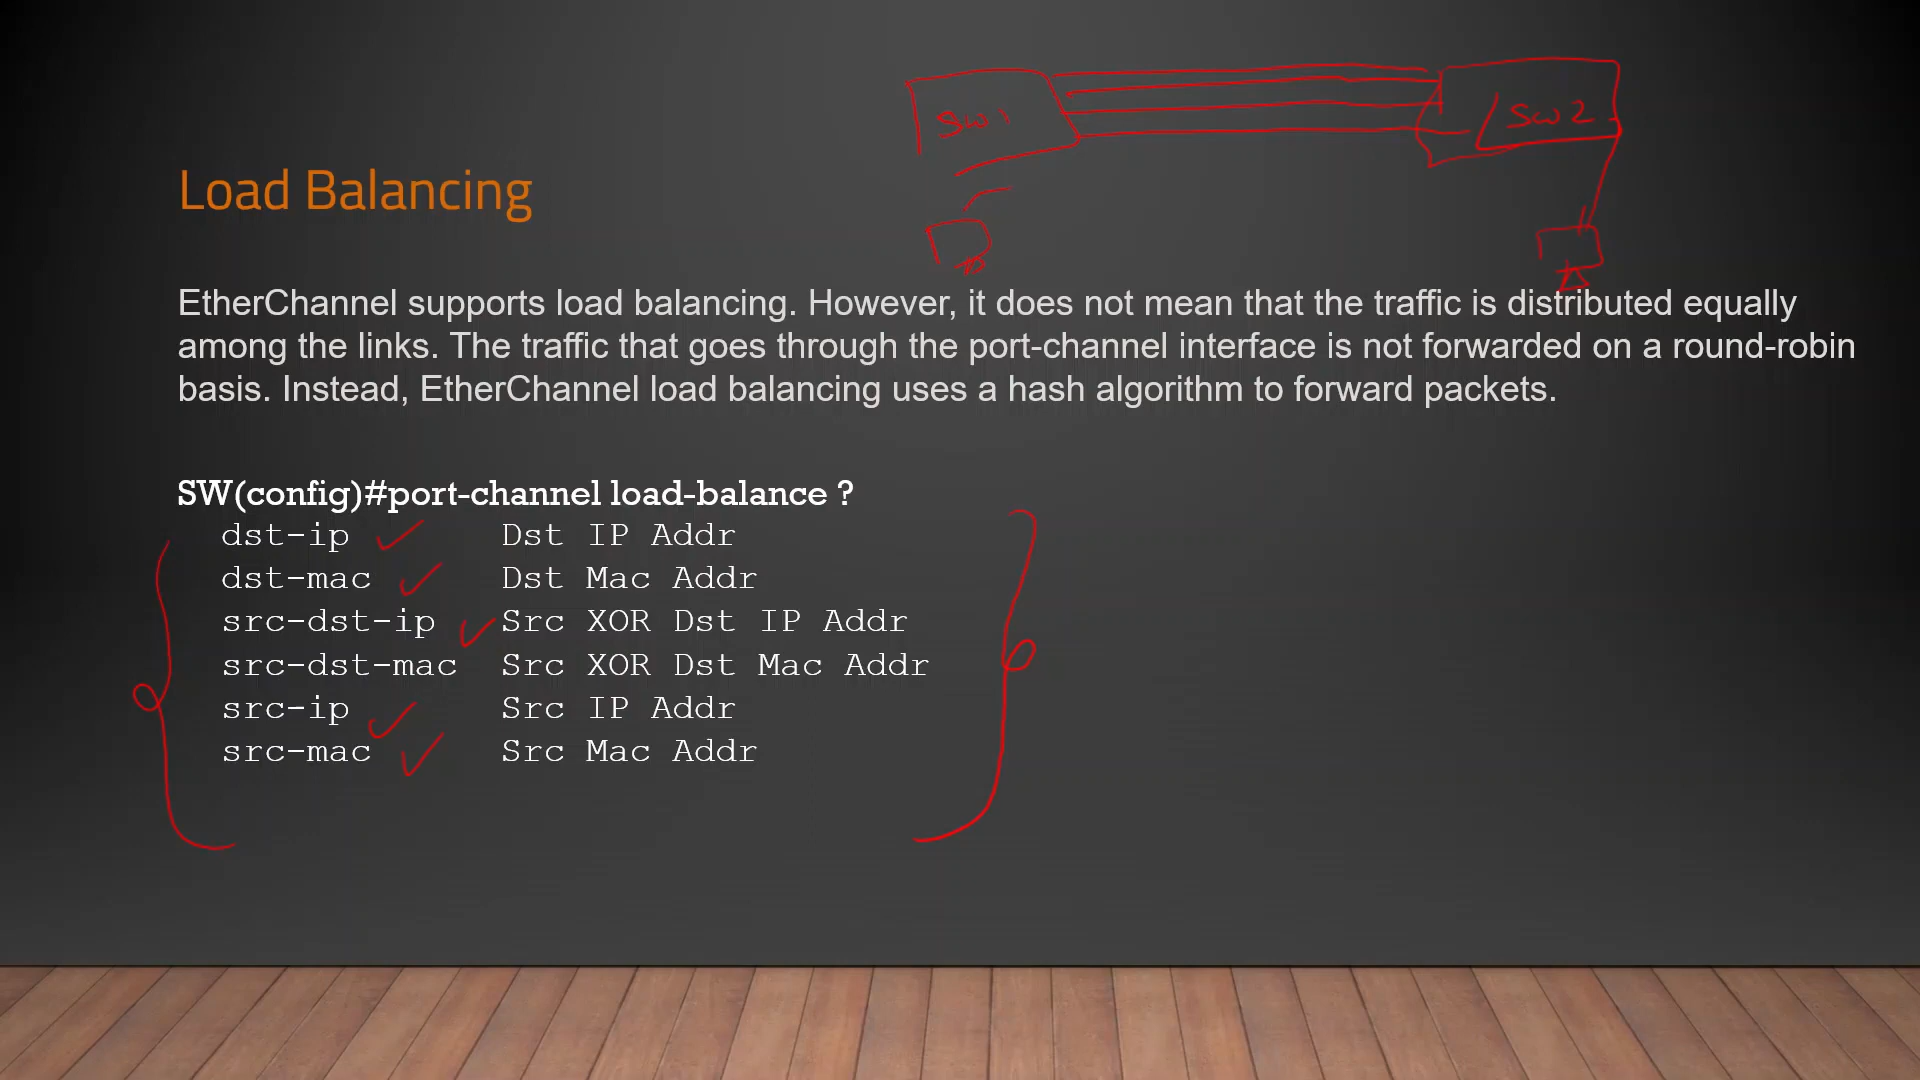 SW1
SW2
Load Balancing
EtherChannel supports load balancing. However, it does not mean that the traffic is distributed equally
among the links. The traffic that goes through the port-channel interface is not forwarded on a round-robin
basis. Instead, EtherChannel load balancing uses a hash algorithm to forward packets.
SW(config)#port-channel load-balance ?
dst-ip Dst IP Addr
dst-mac Dst Mac Addr
src-dst-ip Src XOR Dst IP Addr
src-dst-mac Src XOR Dst Mac Addr
src-ip Src IP Addr
src-mac Src Mac Addr